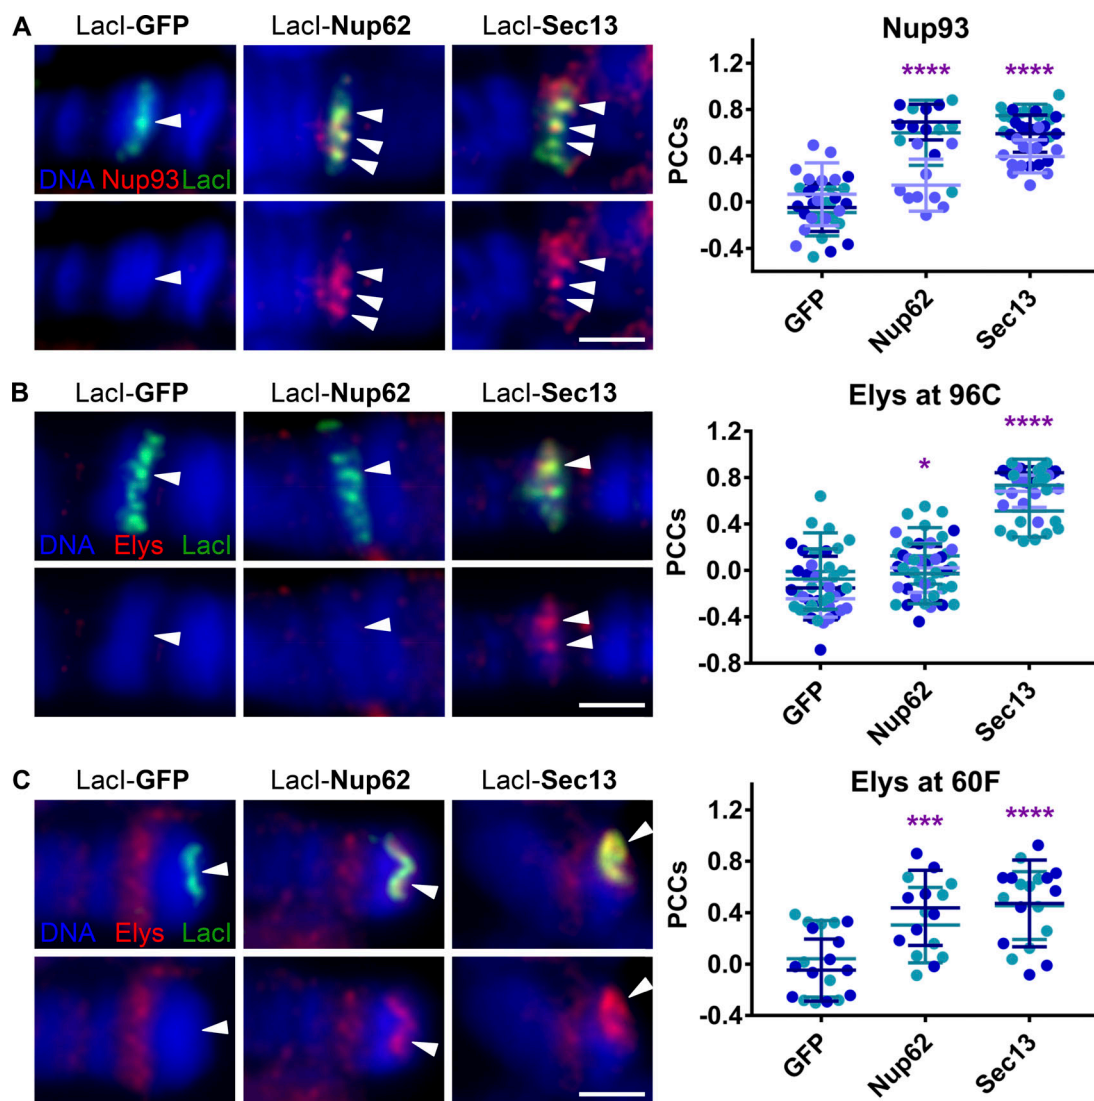 A
LacI-GFP
LacI-Nup62
LacI-Sec13
DNA Nup93 LacI
Nup93
PCCs
1.2
0.8
0.4
0.0
-0.4
**** ****
GFP
Nup62
Sec13
B
LacI-GFP
LacI-Nup62
LacI-Sec13
DNA Elys LacI
Elys at 96C
PCCs
1.2
0.8
0.4
0.0
-0.4
-0.8
* ****
GFP
Nup62
Sec13
C
LacI-GFP
LacI-Nup62
LacI-Sec13
DNA Elys LacI
Elys at 60F
PCCs
1.2
0.8
0.4
0.0
-0.4
*** ****
GFP
Nup62
Sec13